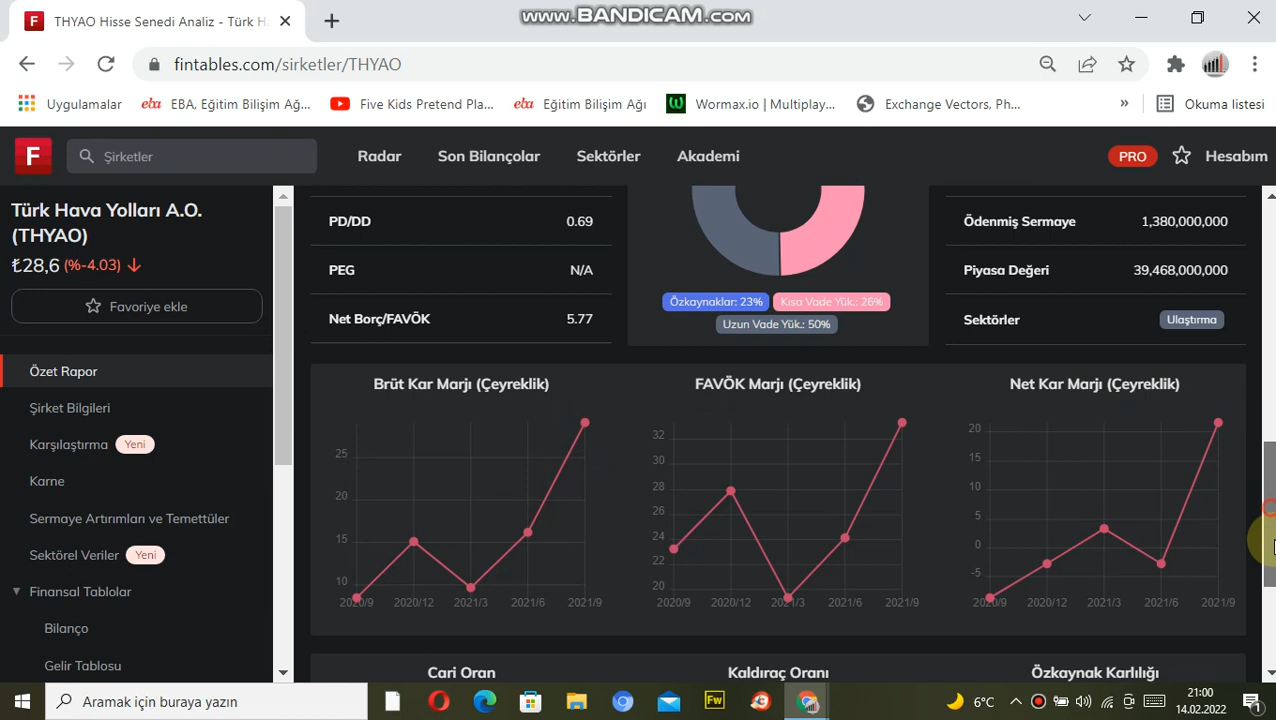 www.BANDICAM.com
F THYAO Hisse Senedi Analiz - Türk H
fintables.com/sirketler/THYAO
Uygulamalar
eba EBA, Eğitim Bilişim Ağ...
Five Kids Pretend Pla...
eba Eğitim Bilişim Ağı
Wormax.io | Multiplay...
Exchange Vectors, Ph...
»
Okuma listesi
F
Şirketler
Radar
Son Bilançolar
Sektörler
Akademi
PRO
Hesabım
Türk Hava Yolları A.O.
(THYAO)
₺28,6 (%-4.03)
Favoriye ekle
Özet Rapor
Şirket Bilgileri
Karşılaştırma Yeni
Karne
Sermaye Artırımları ve Temettüler
Sektörel Veriler Yeni
Finansal Tablolar
Bilanço
Gelir Tablosu
PD/DD 0.69
PEG N/A
Net Borç/FAVÖK 5.77
Özkaynaklar: 23% Kısa Vade Yük.: 26%
Uzun Vade Yük.: 50%
Ödenmiş Sermaye 1,380,000,000
Piyasa Değeri 39,468,000,000
Sektörler Ulaştırma
Brüt Kar Marjı (Çeyreklik)
25
20
15
10
2020/9 2020/12 2021/3 2021/6 2021/9
FAVÖK Marjı (Çeyreklik)
32
30
28
26
24
22
20
2020/9 2020/12 2021/3 2021/6 2021/9
Net Kar Marjı (Çeyreklik)
20
15
10
5
0
-5
2020/9 2020/12 2021/3 2021/6 2021/9
Cari Oran
Kaldıraç Oranı
Özkaynak Karlılığı
Aramak için buraya yazın
Fw
6°C
21:00
14.02.2022
1